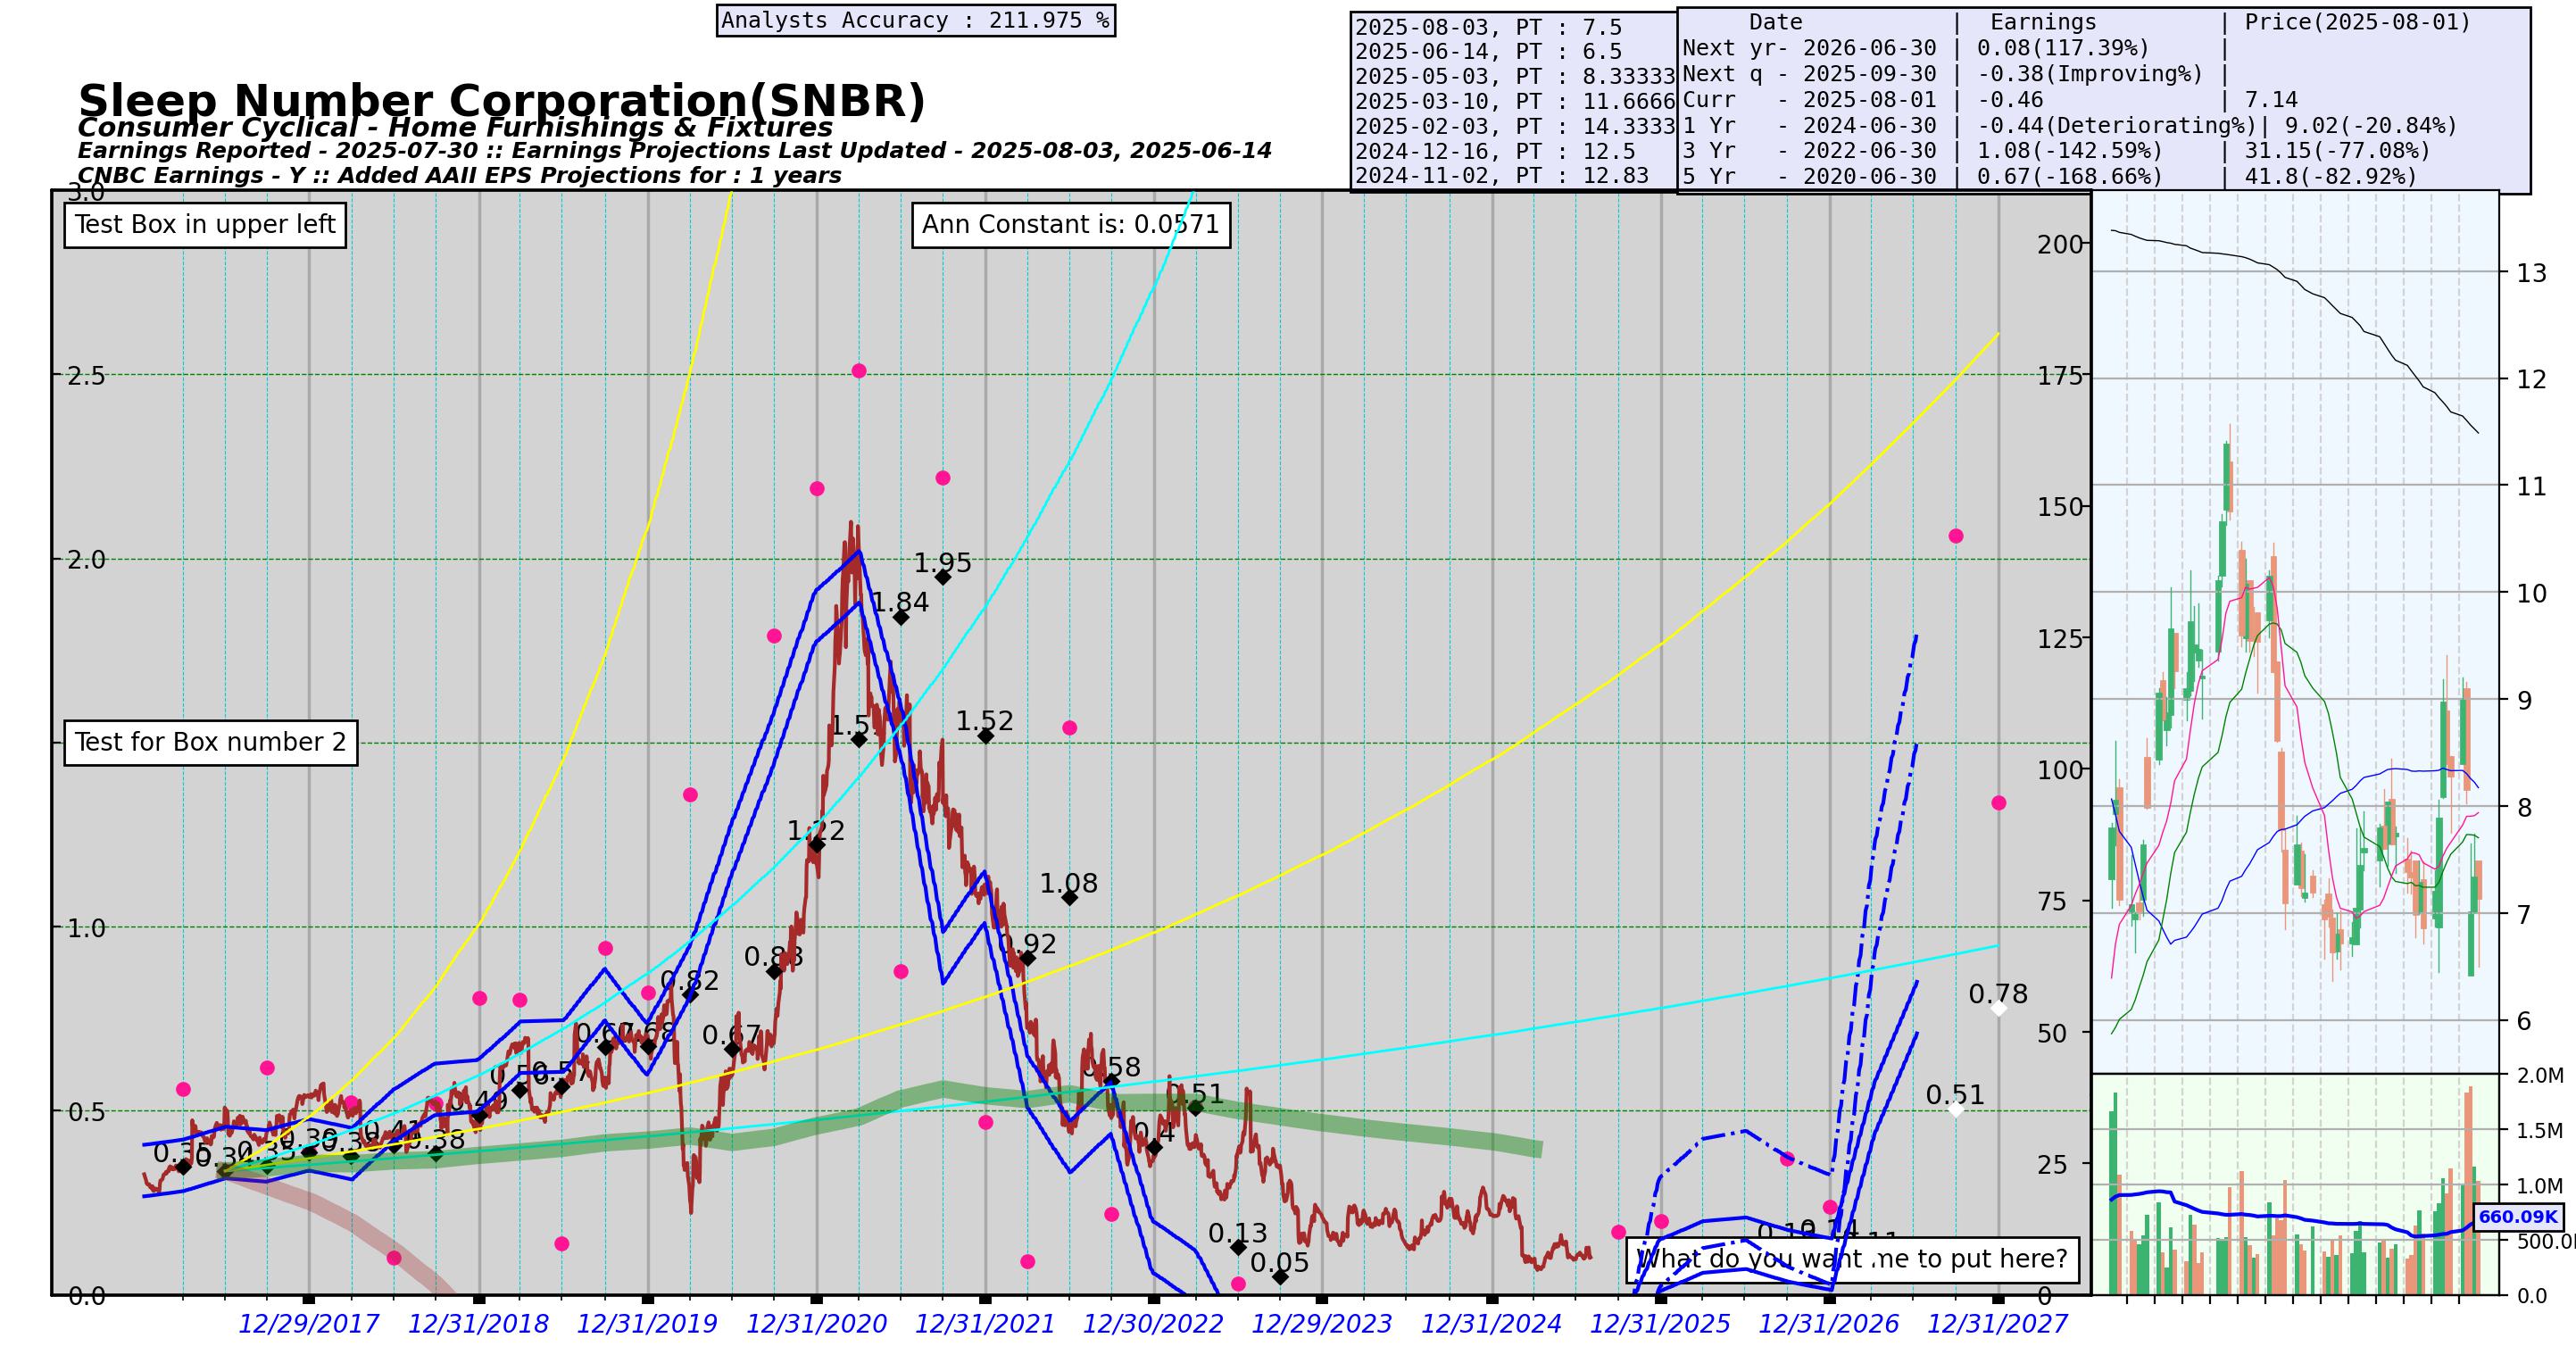 Analysts Accuracy : 211.975 %
2025-08-03, PT : 7.5
2025-06-14, PT : 6.5
2025-05-03, PT : 8.33333
2025-03-10, PT : 11.6666
2025-02-03, PT : 14.3333
2024-12-16, PT : 12.5
2024-11-02, PT : 12.83
Date | Earnings | Price(2025-08-01)
Next yr- 2026-06-30 | 0.08(117.39%) |
Next q - 2025-09-30 | -0.38(Improving%) |
Curr - 2025-08-01 | -0.46 | 7.14
1 Yr - 2024-06-30 | -0.44(Deteriorating%)| 9.02(-20.84%)
3 Yr - 2022-06-30 | 1.08(-142.59%) | 31.15(-77.08%)
5 Yr - 2020-06-30 | 0.67(-168.66%) | 41.8(-82.92%)
Sleep Number Corporation(SNBR)
Consumer Cyclical - Home Furnishings & Fixtures
Earnings Reported - 2025-07-30 :: Earnings Projections Last Updated - 2025-08-03, 2025-06-14
CNBC Earnings - Y :: Added AAII EPS Projections for : 1 years
Test Box in upper left
Ann Constant is: 0.0571
Test for Box number 2
What do you want me to put here?
3.0
2.5
2.0
1.0
0.5
0.0
200
175
150
125
100
75
50
25
0
13
12
11
10
9
8
7
6
2.0M
1.5M
1.0M
660.09K
500.0
0.0
1.95
1.84
1.5
1.52
1.22
1.08
0.92
0.88
0.82
0.67
0.67
0.68
0.56
0.57
0.49
0.35
0.35
0.38
0.58
0.51
0.4
0.13
0.05
0.78
0.51
12/29/2017
12/31/2018
12/31/2019
12/31/2020
12/31/2021
12/30/2022
12/29/2023
12/31/2024
12/31/2025
12/31/2026
12/31/2027